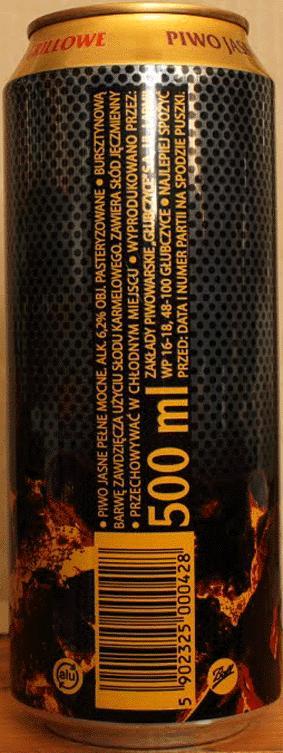 RILLOWE
PIWO JASNE
• PIWO JASNE PEŁNE MOCNE, ALK. 6,2% OBJ. PASTERYZOWANE • BURSZTYNOWĄ
BARWĘ ZAWDZIĘCZA UŻYCIU SŁODU KARMELOWEGO. ZAWIERA SŁÓD JĘCZMIENNY
• PRZECHOWYWAĆ W CHŁODNYM MIEJSCU • WYPRODUKOWANO PRZEZ:
ZAKŁADY PIWOWARSKIE GŁUBCZYCE S.A. UL.
WP 16-18, 48-100 GŁUBCZYCE • NAJLEPIEJ SPOŻYĆ
PRZED: DATA I NUMER PARTII NA SPODZIE PUSZKI.
500 ml
5 902325 000428
alu
Ball